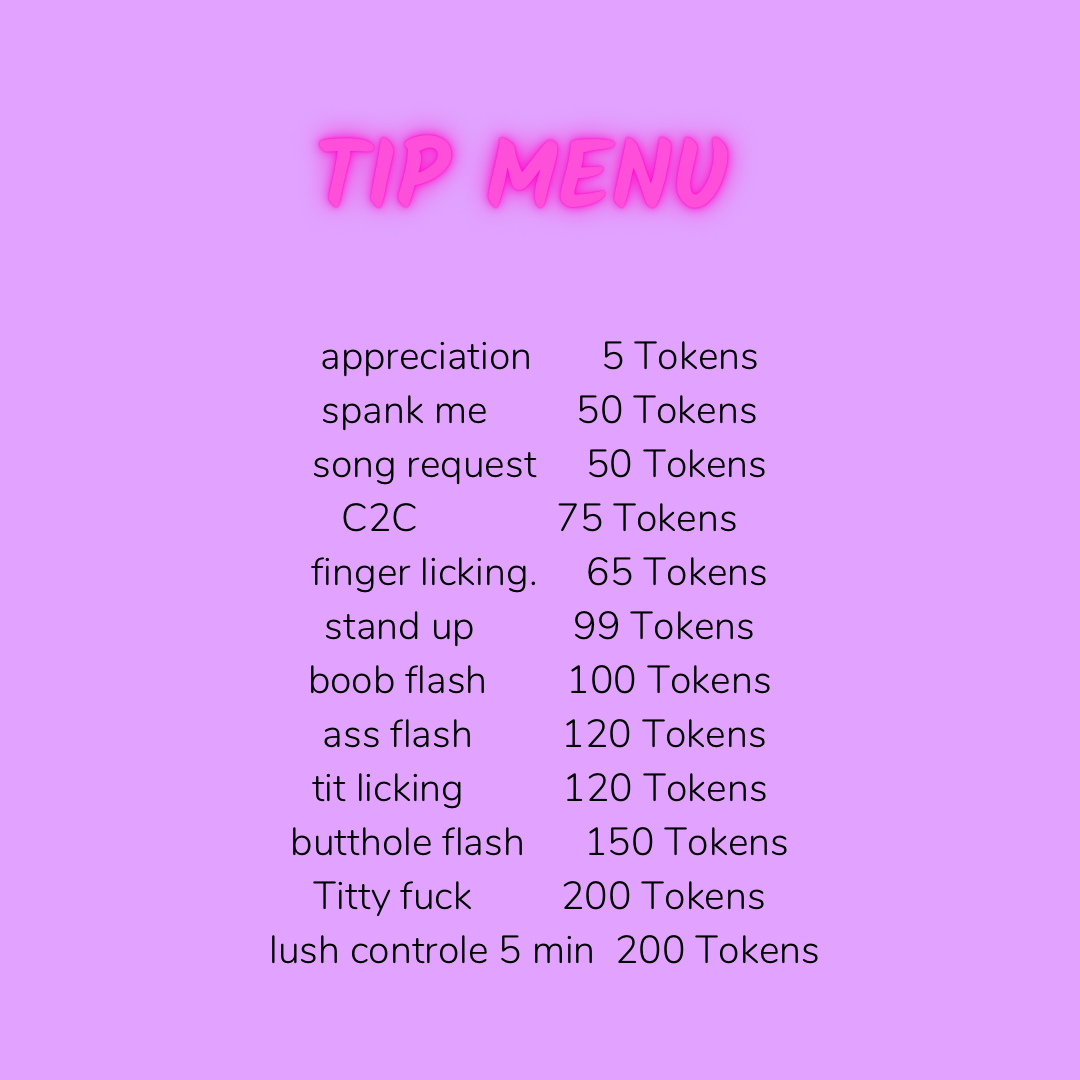 TIP MENU
appreciation 5 Tokens
spank me 50 Tokens
song request 50 Tokens
C2C 75 Tokens
finger licking. 65 Tokens
stand up 99 Tokens
boob flash 100 Tokens
ass flash 120 Tokens
tit licking 120 Tokens
butthole flash 150 Tokens
Titty fuck 200 Tokens
lush controle 5 min 200 Tokens